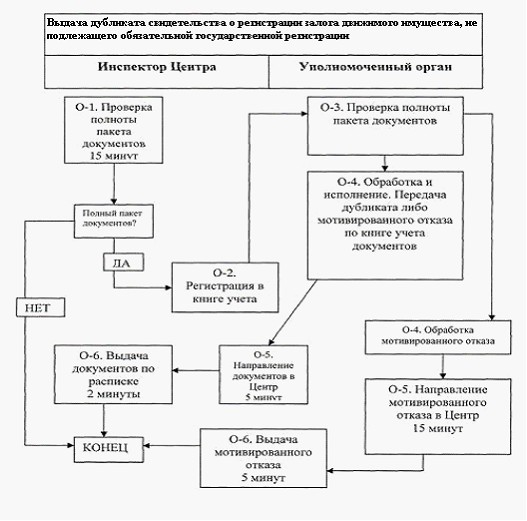 Выдача дубликата свидетельства о регистрации залога движимого имущества, не
подлежащего обязательной государственной регистрации
Инспектор Центра
Уполномоченный орган
О-1. Проверка
полноты
пакета
документов
15 минут
О-3. Проверка полноты
пакета документов
О-4. Обработка и
исполнение. Передача
дубликата либо
мотивированного отказа
по книге учета
документов
Полный пакет
документов?
ДА
О-2.
Регистрация в
книге учета
НЕТ
О-4. Обработка
мотивированного отказа
О-6. Выдача
документов по
расписке
2 минуты
О-5.
Направление
документов в
Центр
5 минут
О-5. Направление
мотивированного
отказа в Центр
15 минут
КОНЕЦ
О-6. Выдача
мотивированного
отказа
5 минут